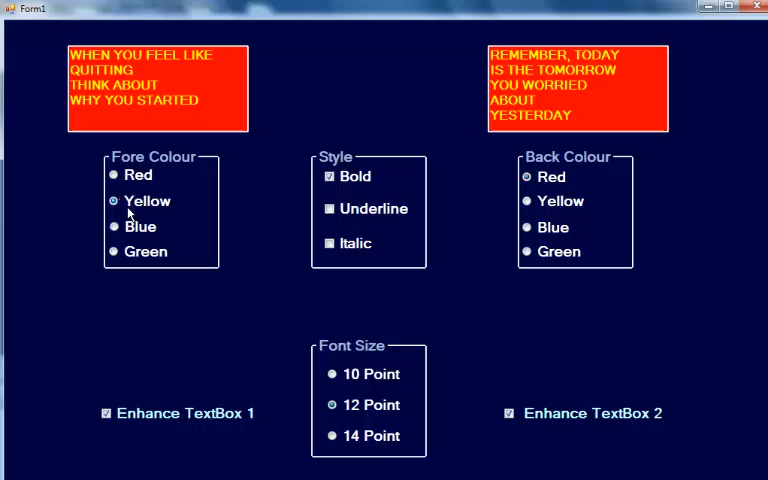 Form1
WHEN YOU FEEL LIKE
QUITTING
THINK ABOUT
WHY YOU STARTED
REMEMBER, TODAY
IS THE TOMORROW
YOU WORRIED
ABOUT
YESTERDAY
Fore Colour
Red
Yellow
Blue
Green
Style
Bold
Underline
Italic
Back Colour
Red
Yellow
Blue
Green
Font Size
10 Point
12 Point
14 Point
Enhance TextBox 1
Enhance TextBox 2